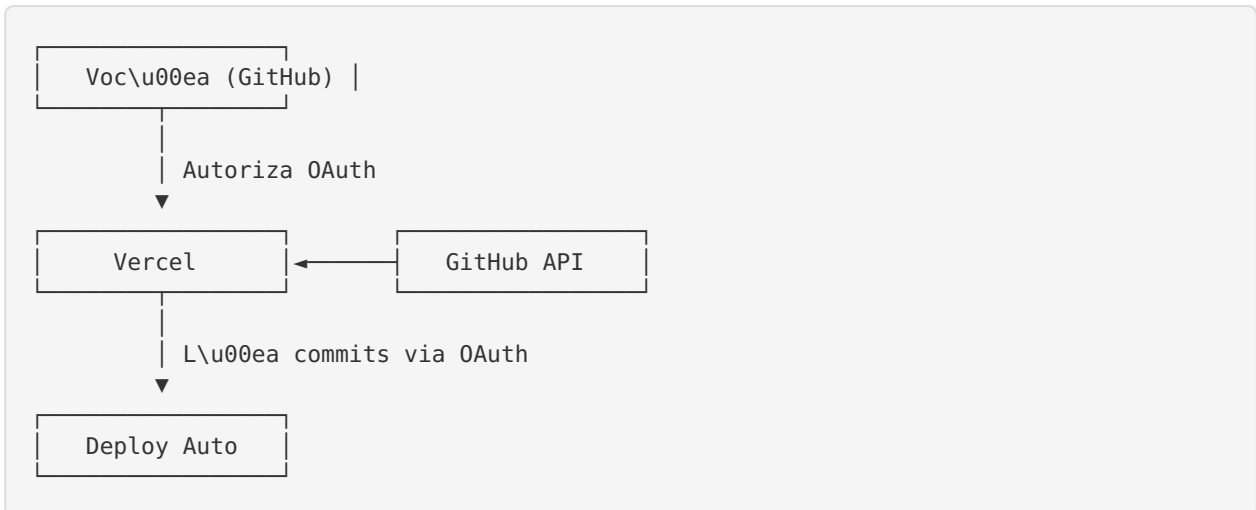 Voc\u00ea (GitHub)
Autoriza OAuth
Vercel GitHub API
L\u00ea commits via OAuth
Deploy Auto